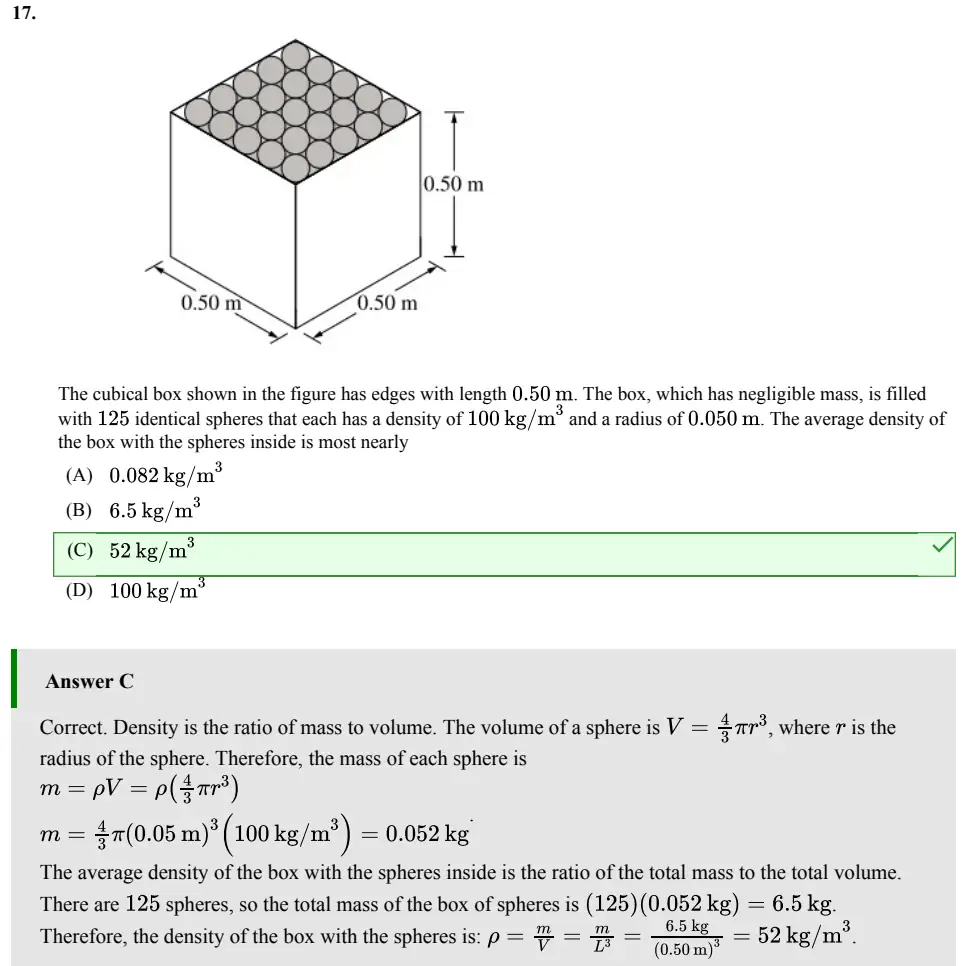 17.
0.50 m
0.50 m 0.50 m
The cubical box shown in the figure has edges with length 0.50 m. The box, which has negligible mass, is filled
with 125 identical spheres that each has a density of 100 kg/m³ and a radius of 0.050 m. The average density of
the box with the spheres inside is most nearly
(A) 0.082 kg/m³
(B) 6.5 kg/m³
(C) 52 kg/m³
(D) 100 kg/m³
Answer C
Correct. Density is the ratio of mass to volume. The volume of a sphere is V = 4/3 πr³, where r is the
radius of the sphere. Therefore, the mass of each sphere is
m = ρV = ρ(4/3 πr³)
m = 4/3 π(0.05 m)³(100 kg/m³) = 0.052 kg.
The average density of the box with the spheres inside is the ratio of the total mass to the total volume.
There are 125 spheres, so the total mass of the box of spheres is (125)(0.052 kg) = 6.5 kg.
Therefore, the density of the box with the spheres is: ρ = m/V = m/L³ = 6.5 kg/(0.50 m)³ = 52 kg/m³.